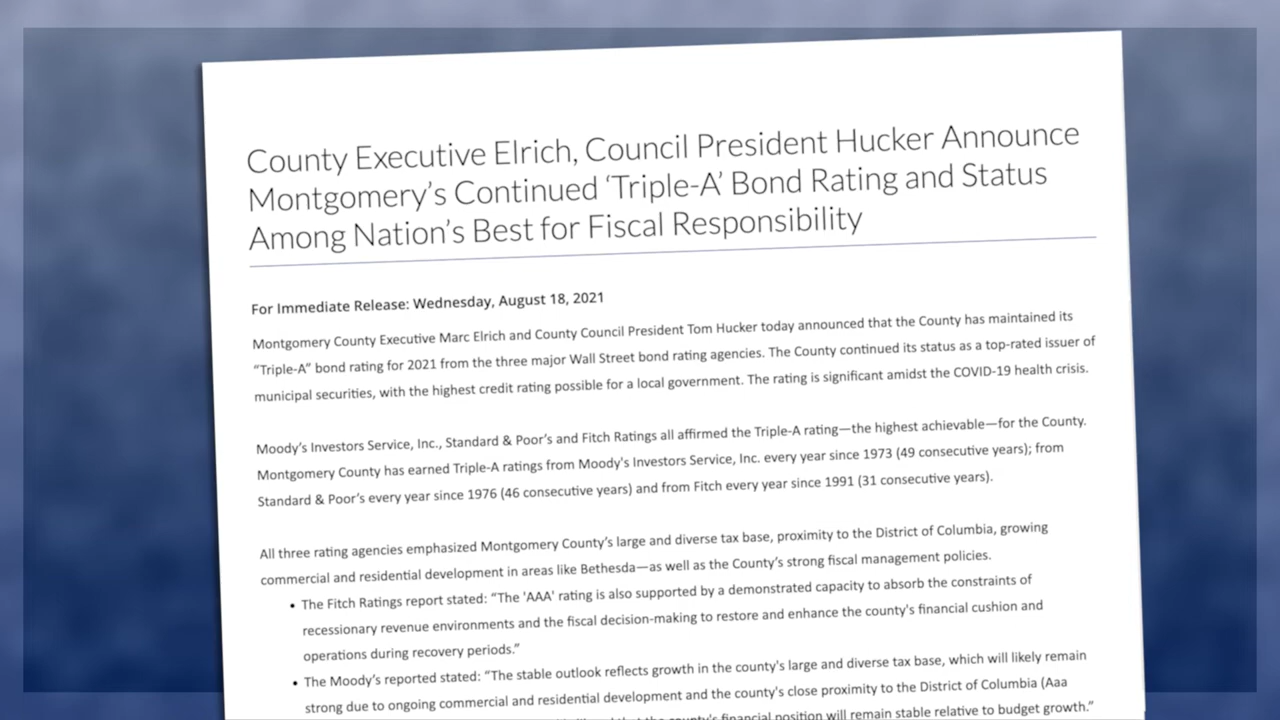 County Executive Elrich, Council President Hucker Announce
Montgomery’s Continued ‘Triple-A’ Bond Rating and Status
Among Nation’s Best for Fiscal Responsibility
For Immediate Release: Wednesday, August 18, 2021
Montgomery County Executive Marc Elrich and County Council President Tom Hucker today announced that the County has maintained its
“Triple-A” bond rating for 2021 from the three major Wall Street bond rating agencies. The County continued its status as a top-rated issuer of
municipal securities, with the highest credit rating possible for a local government. The rating is significant amidst the COVID-19 health crisis.
Moody’s Investors Service, Inc., Standard & Poor’s and Fitch Ratings all affirmed the Triple-A rating—the highest achievable—for the County.
Montgomery County has earned Triple-A ratings from Moody's Investors Service, Inc. every year since 1973 (49 consecutive years); from
Standard & Poor’s every year since 1976 (46 consecutive years) and from Fitch every year since 1991 (31 consecutive years).
All three rating agencies emphasized Montgomery County’s large and diverse tax base, proximity to the District of Columbia, growing
commercial and residential development in areas like Bethesda—as well as the County’s strong fiscal management policies.
• The Fitch Ratings report stated: “The 'AAA' rating is also supported by a demonstrated capacity to absorb the constraints of
recessionary revenue environments and the fiscal decision-making to restore and enhance the county's financial cushion and
operations during recovery periods.”
• The Moody’s reported stated: “The stable outlook reflects growth in the county's large and diverse tax base, which will likely remain
strong due to ongoing commercial and residential development and the county's close proximity to the District of Columbia (Aaa
the county's financial position will remain stable relative to budget growth.”